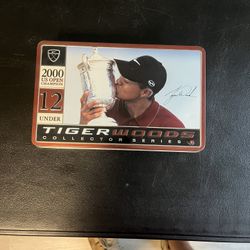 2000
US OPEN
CHAMPION
12
UNDER
TIGER WOODS
COLLECTOR SERIES